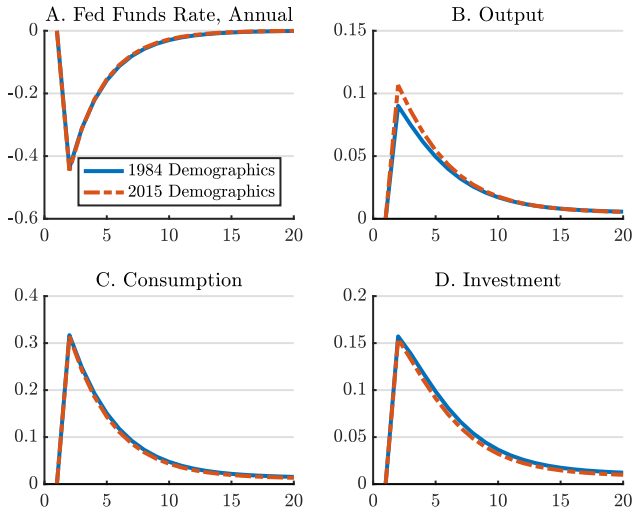 A. Fed Funds Rate, Annual
0
-0.2
-0.4
-0.6
0 5 10 15 20
1984 Demographics
2015 Demographics
B. Output
0.15
0.1
0.05
0
0 5 10 15 20
C. Consumption
0.4
0.3
0.2
0.1
0
0 5 10 15 20
D. Investment
0.2
0.15
0.1
0.05
0
0 5 10 15 20